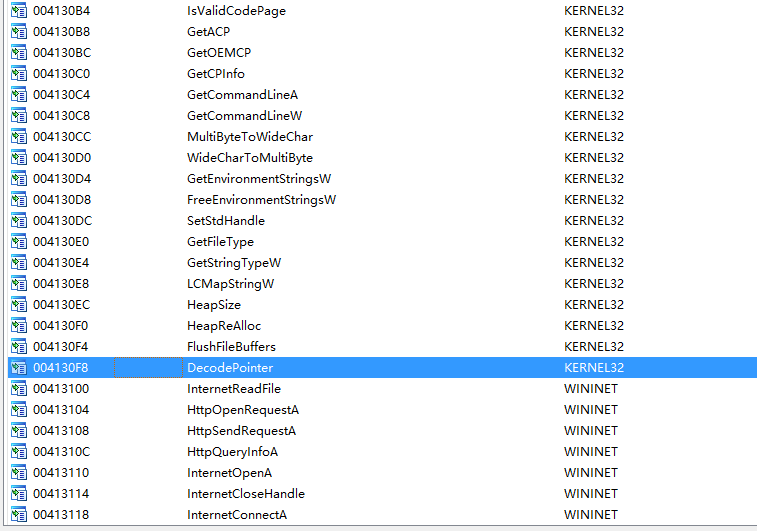 004130B4 IsValidCodePage KERNEL32
004130B8 GetACP KERNEL32
004130BC GetOEMCP KERNEL32
004130C0 GetCPInfo KERNEL32
004130C4 GetCommandLineA KERNEL32
004130C8 GetCommandLineW KERNEL32
004130CC MultiByteToWideChar KERNEL32
004130D0 WideCharToMultiByte KERNEL32
004130D4 GetEnvironmentStringsW KERNEL32
004130D8 FreeEnvironmentStringsW KERNEL32
004130DC SetStdHandle KERNEL32
004130E0 GetFileType KERNEL32
004130E4 GetStringTypeW KERNEL32
004130E8 LCMapStringW KERNEL32
004130EC HeapSize KERNEL32
004130F0 HeapReAlloc KERNEL32
004130F4 FlushFileBuffers KERNEL32
004130F8 DecodePointer KERNEL32
00413100 InternetReadFile WININET
00413104 HttpOpenRequestA WININET
00413108 HttpSendRequestA WININET
0041310C HttpQueryInfoA WININET
00413110 InternetOpenA WININET
00413114 InternetCloseHandle WININET
00413118 InternetConnectA WININET